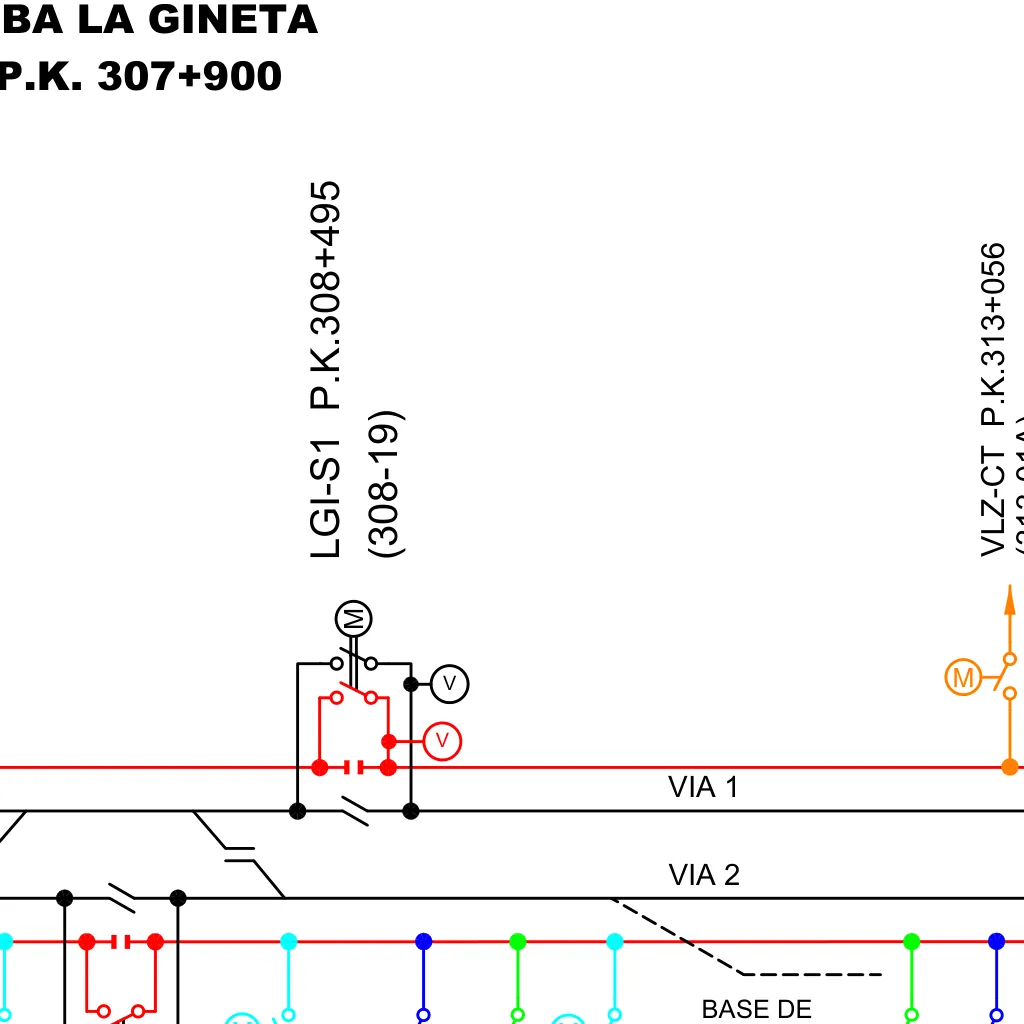 BA LA GINETA
P.K. 307+900
LGI-S1 P.K.308+495
(308-19)
VLZ-CT P.K.313+056
M
V
M
V
VIA 1
VIA 2
BASE DE